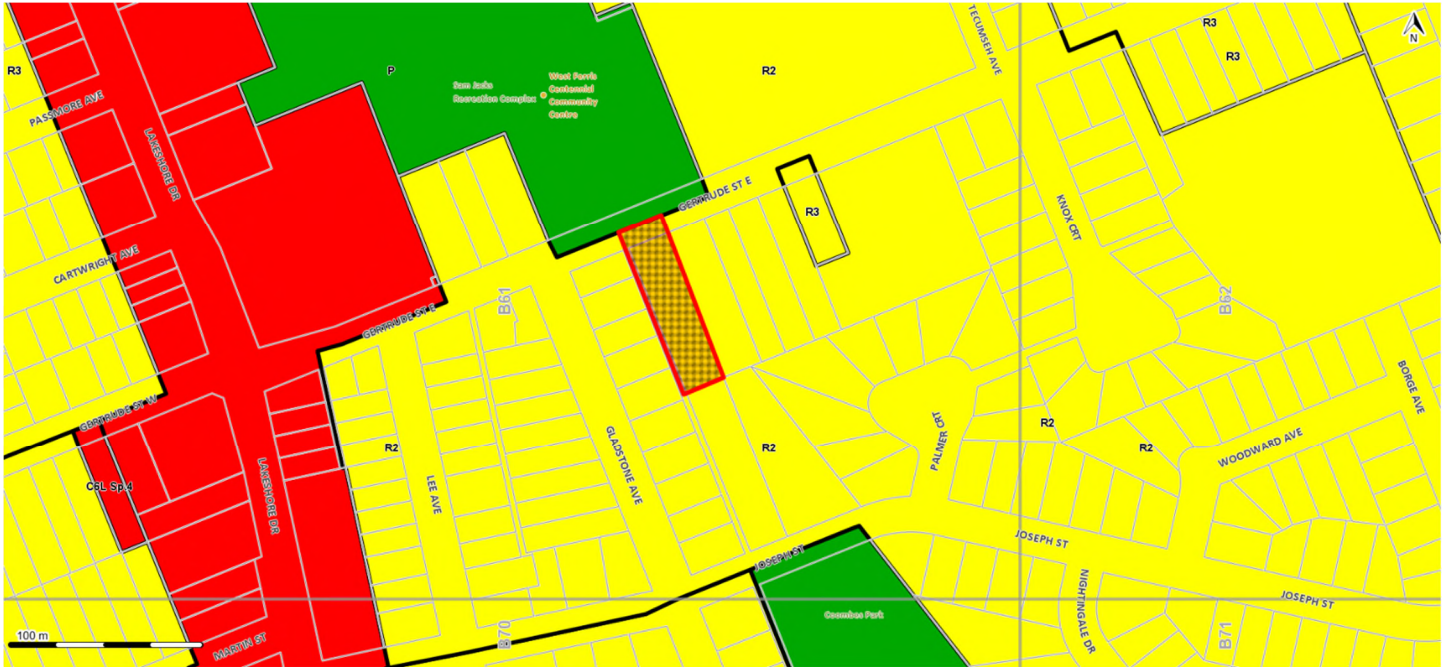 TECUMSEH AVE
R3
R3
N
R3
P
R2
Sam Jacks
Recreation Complex
West Ferris
Centennial
Community
Centre
PASSMORE AVE
LAKESHORE DR
GERTRUDE ST E
R3
KNOX CRT
CARTWRIGHT AVE
B61
B62
GERTRUDE ST E
BORGE AVE
GERTRUDE ST W
R2
R2
R2
R2
PALMER CRT
WOODWARD AVE
GLADSTONE AVE
LEE AVE
C6L Sp.4
LAKESHORE DR
JOSEPH ST
JOSEPH ST
NIGHTINGALE DR
JOSEPH ST
Coombes Park
100 m
MARTIN ST
B70
B71